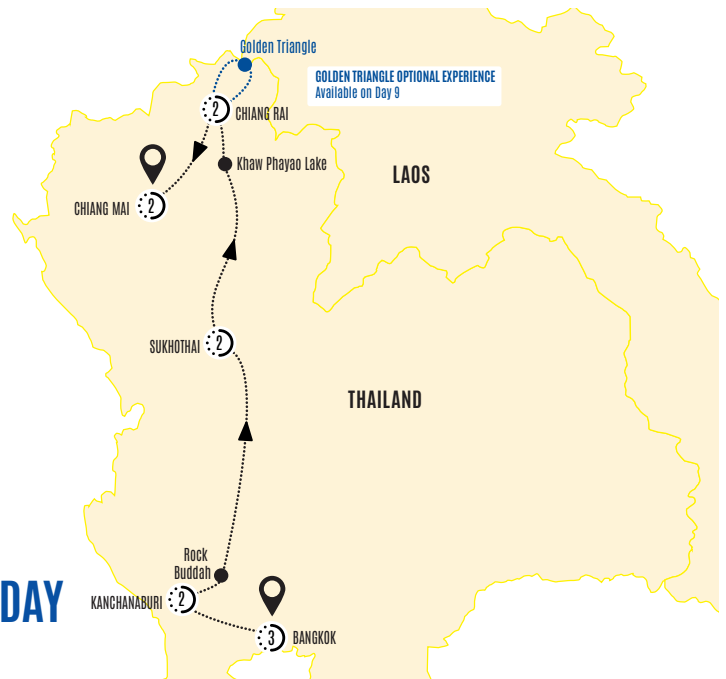 Golden Triangle
GOLDEN TRIANGLE OPTIONAL EXPERIENCE
Available on Day 9
2
CHIANG RAI
Khaw Phayao Lake
LAOS
CHIANG MAI
2
SUKHOTHAI
2
THAILAND
Rock
Buddah
DAY
KANCHANABURI
2
3
BANGKOK